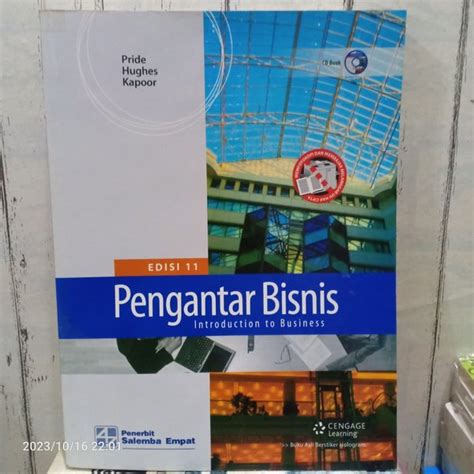 Pride
Hughes
Kapoor
CD Book
EDISI 11
Pengantar Bisnis
Introduction to Business
Penerbit
Salemba Empat
CENGAGE
Learning
>> Buku Asli Berstiker Hologram
2023/10/16 22:01